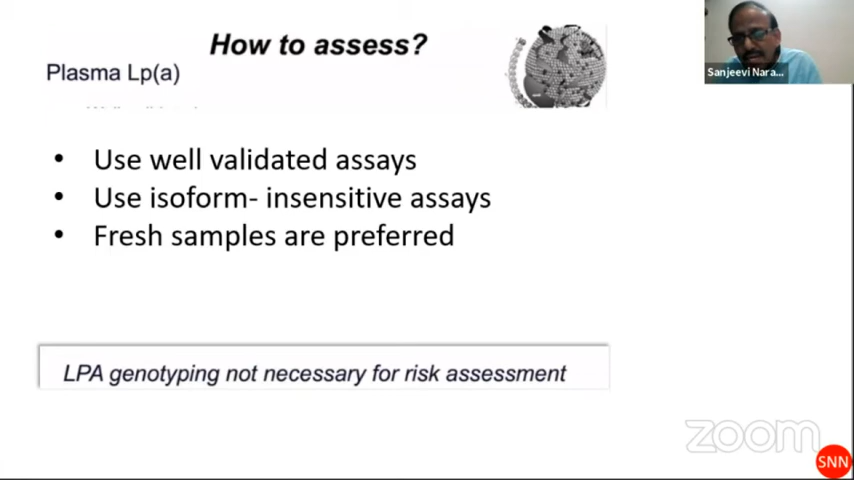 How to assess?
Plasma Lp(a)
• Use well validated assays
• Use isoform- insensitive assays
• Fresh samples are preferred
LPA genotyping not necessary for risk assessment
Sanjeevi Nara...
zoom
SNN